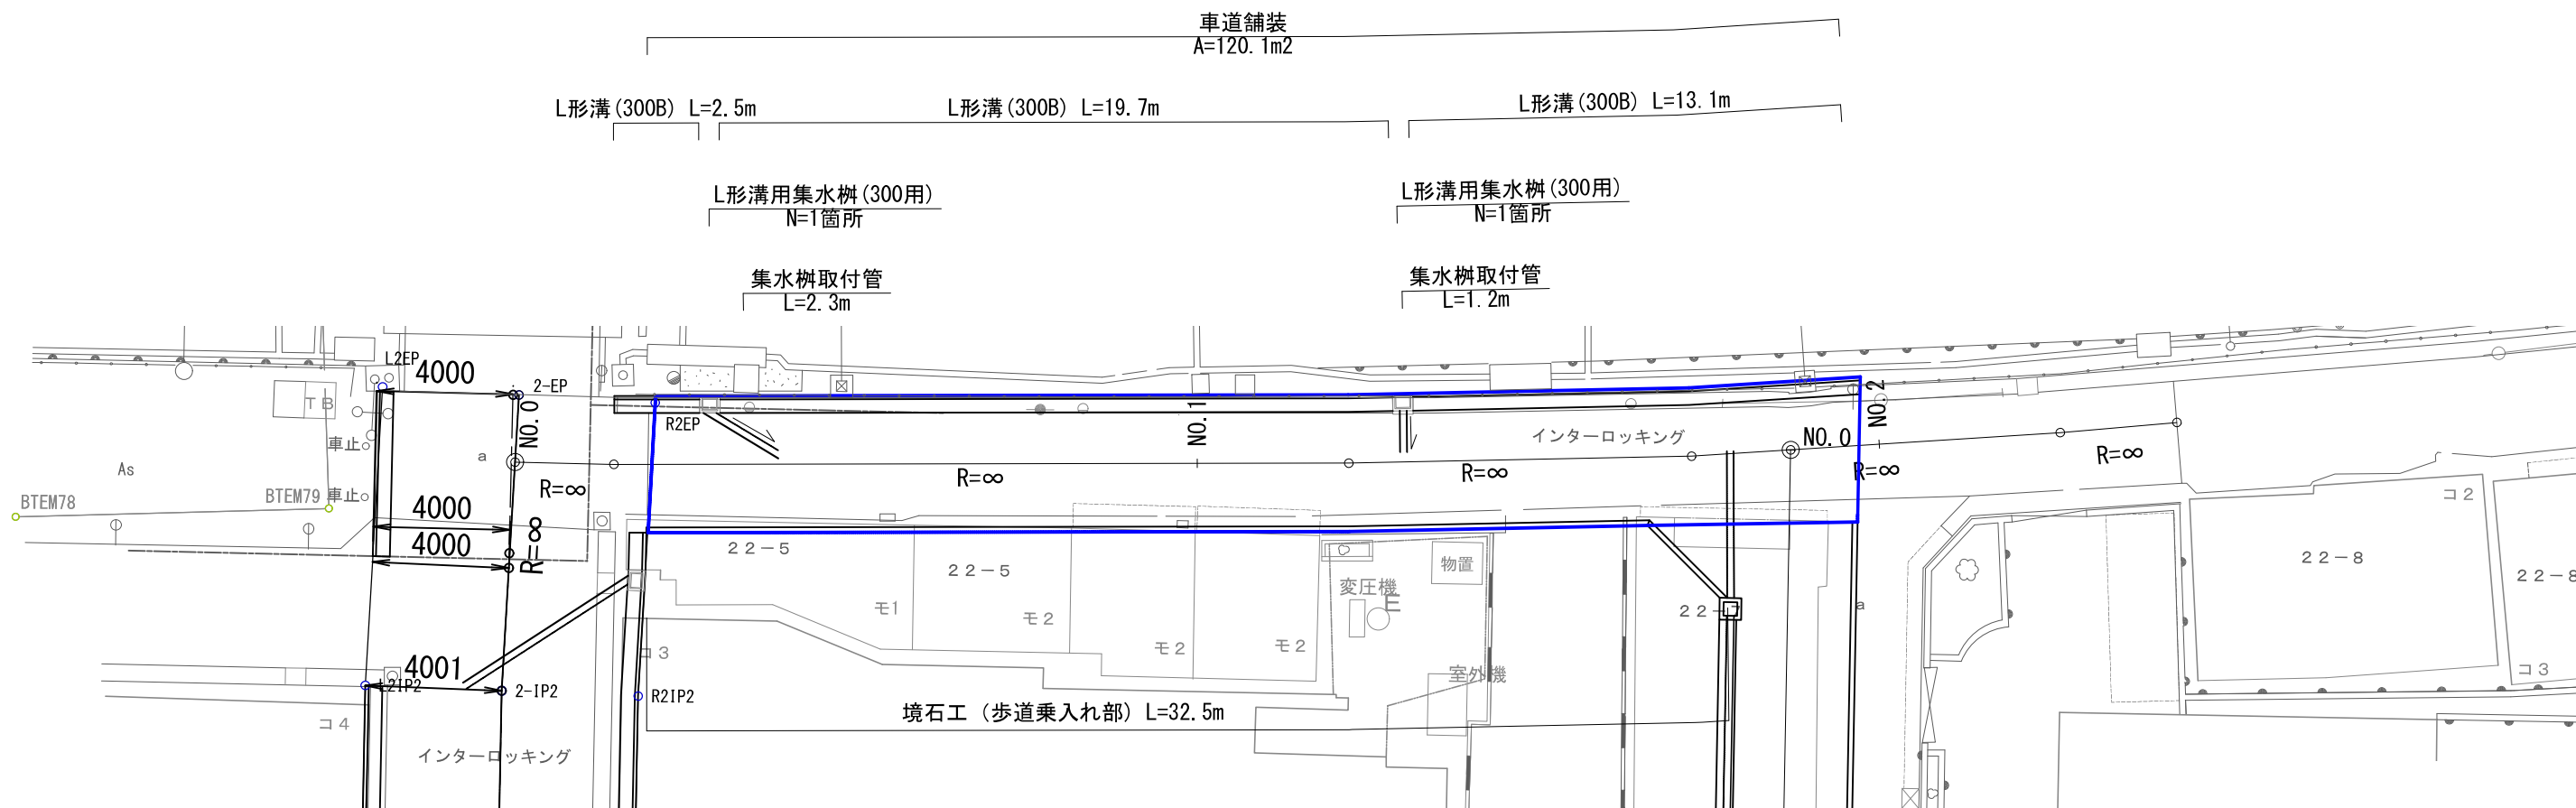 車道舗装
A=120.1m2
L形溝(300B) L=2.5m
L形溝(300B) L=19.7m
L形溝(300B) L=13.1m
L形溝用集水桝(300用)
N=1箇所
L形溝用集水桝(300用)
N=1箇所
集水桝取付管
L=2.3m
集水桝取付管
L=1.2m
L2EP
4000
2-EP
NO.0
TB
車止
R2EP
NO.1
インターロッキング
NO.0
NO.2
a
As
BTEM78
BTEM79
車止
4000
R=∞
R=∞
R=∞
R=∞
R=∞
R=∞
4000
22-5
22-5
モ1
モ2
モ2
モ2
変圧機
E
物置
22-7
a
コ2
22-8
22-8
コ3
コ3
室外機
4001
L2IP2
2-IP2
R2IP2
コ4
インターロッキング
境石工(歩道乗入れ部) L=32.5m